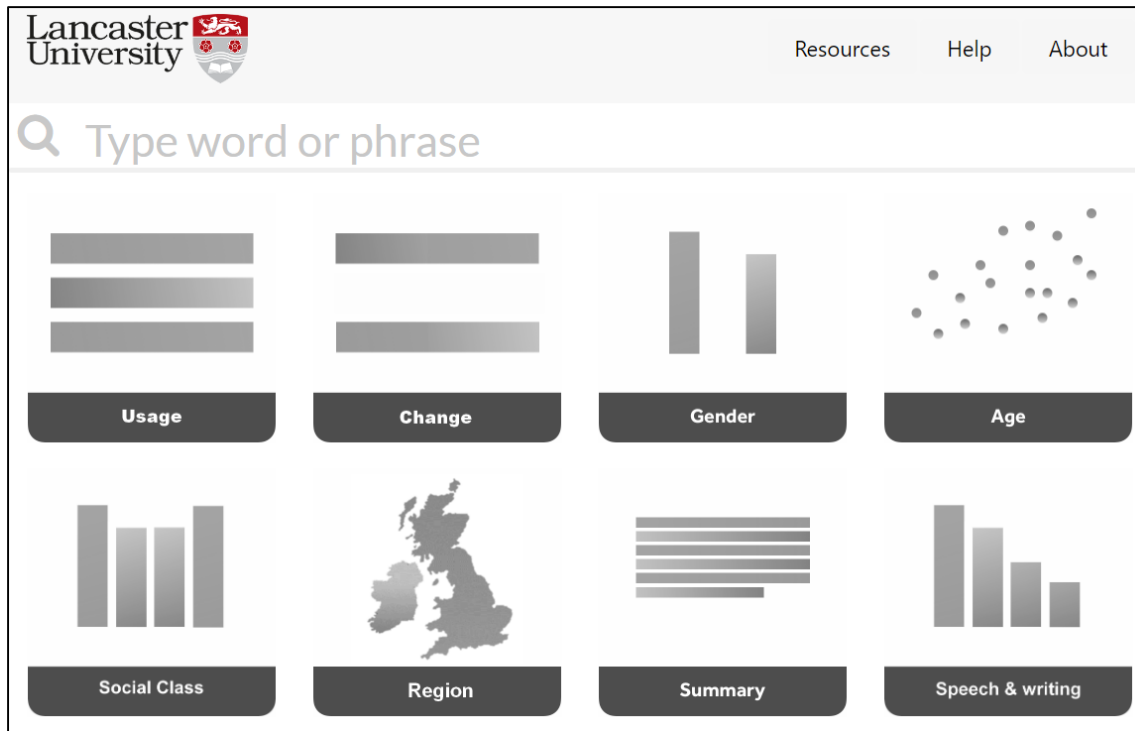 Lancaster
University
Resources Help About
Type word or phrase
Usage Change Gender Age
Social Class Region Summary Speech & writing